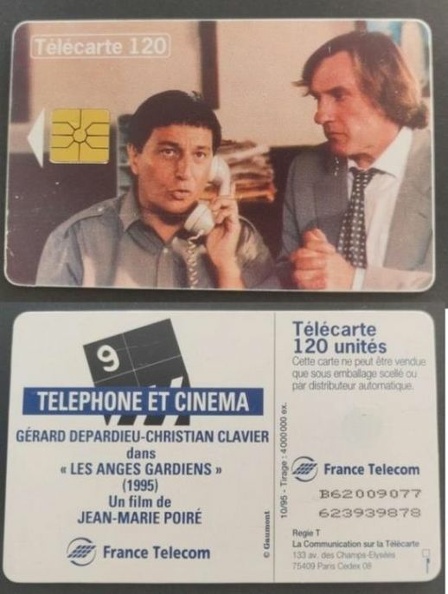 Télécarte 120
9
TELEPHONE ET CINEMA
GÉRARD DEPARDIEU-CHRISTIAN CLAVIER
dans
« LES ANGES GARDIENS »
(1995)
Un film de
JEAN-MARIE POIRÉ
France Telecom
© Gaumont
10/95 - Tirage : 4 000 000 ex.
Télécarte
120 unités
Cette carte ne peut être vendue
que sous emballage scellé ou
par distributeur automatique.
France Telecom
B62009077
623939878
Regie T
La Communication sur la Télécarte
133 av. des Champs-Elysées
75409 Paris Cedex 08